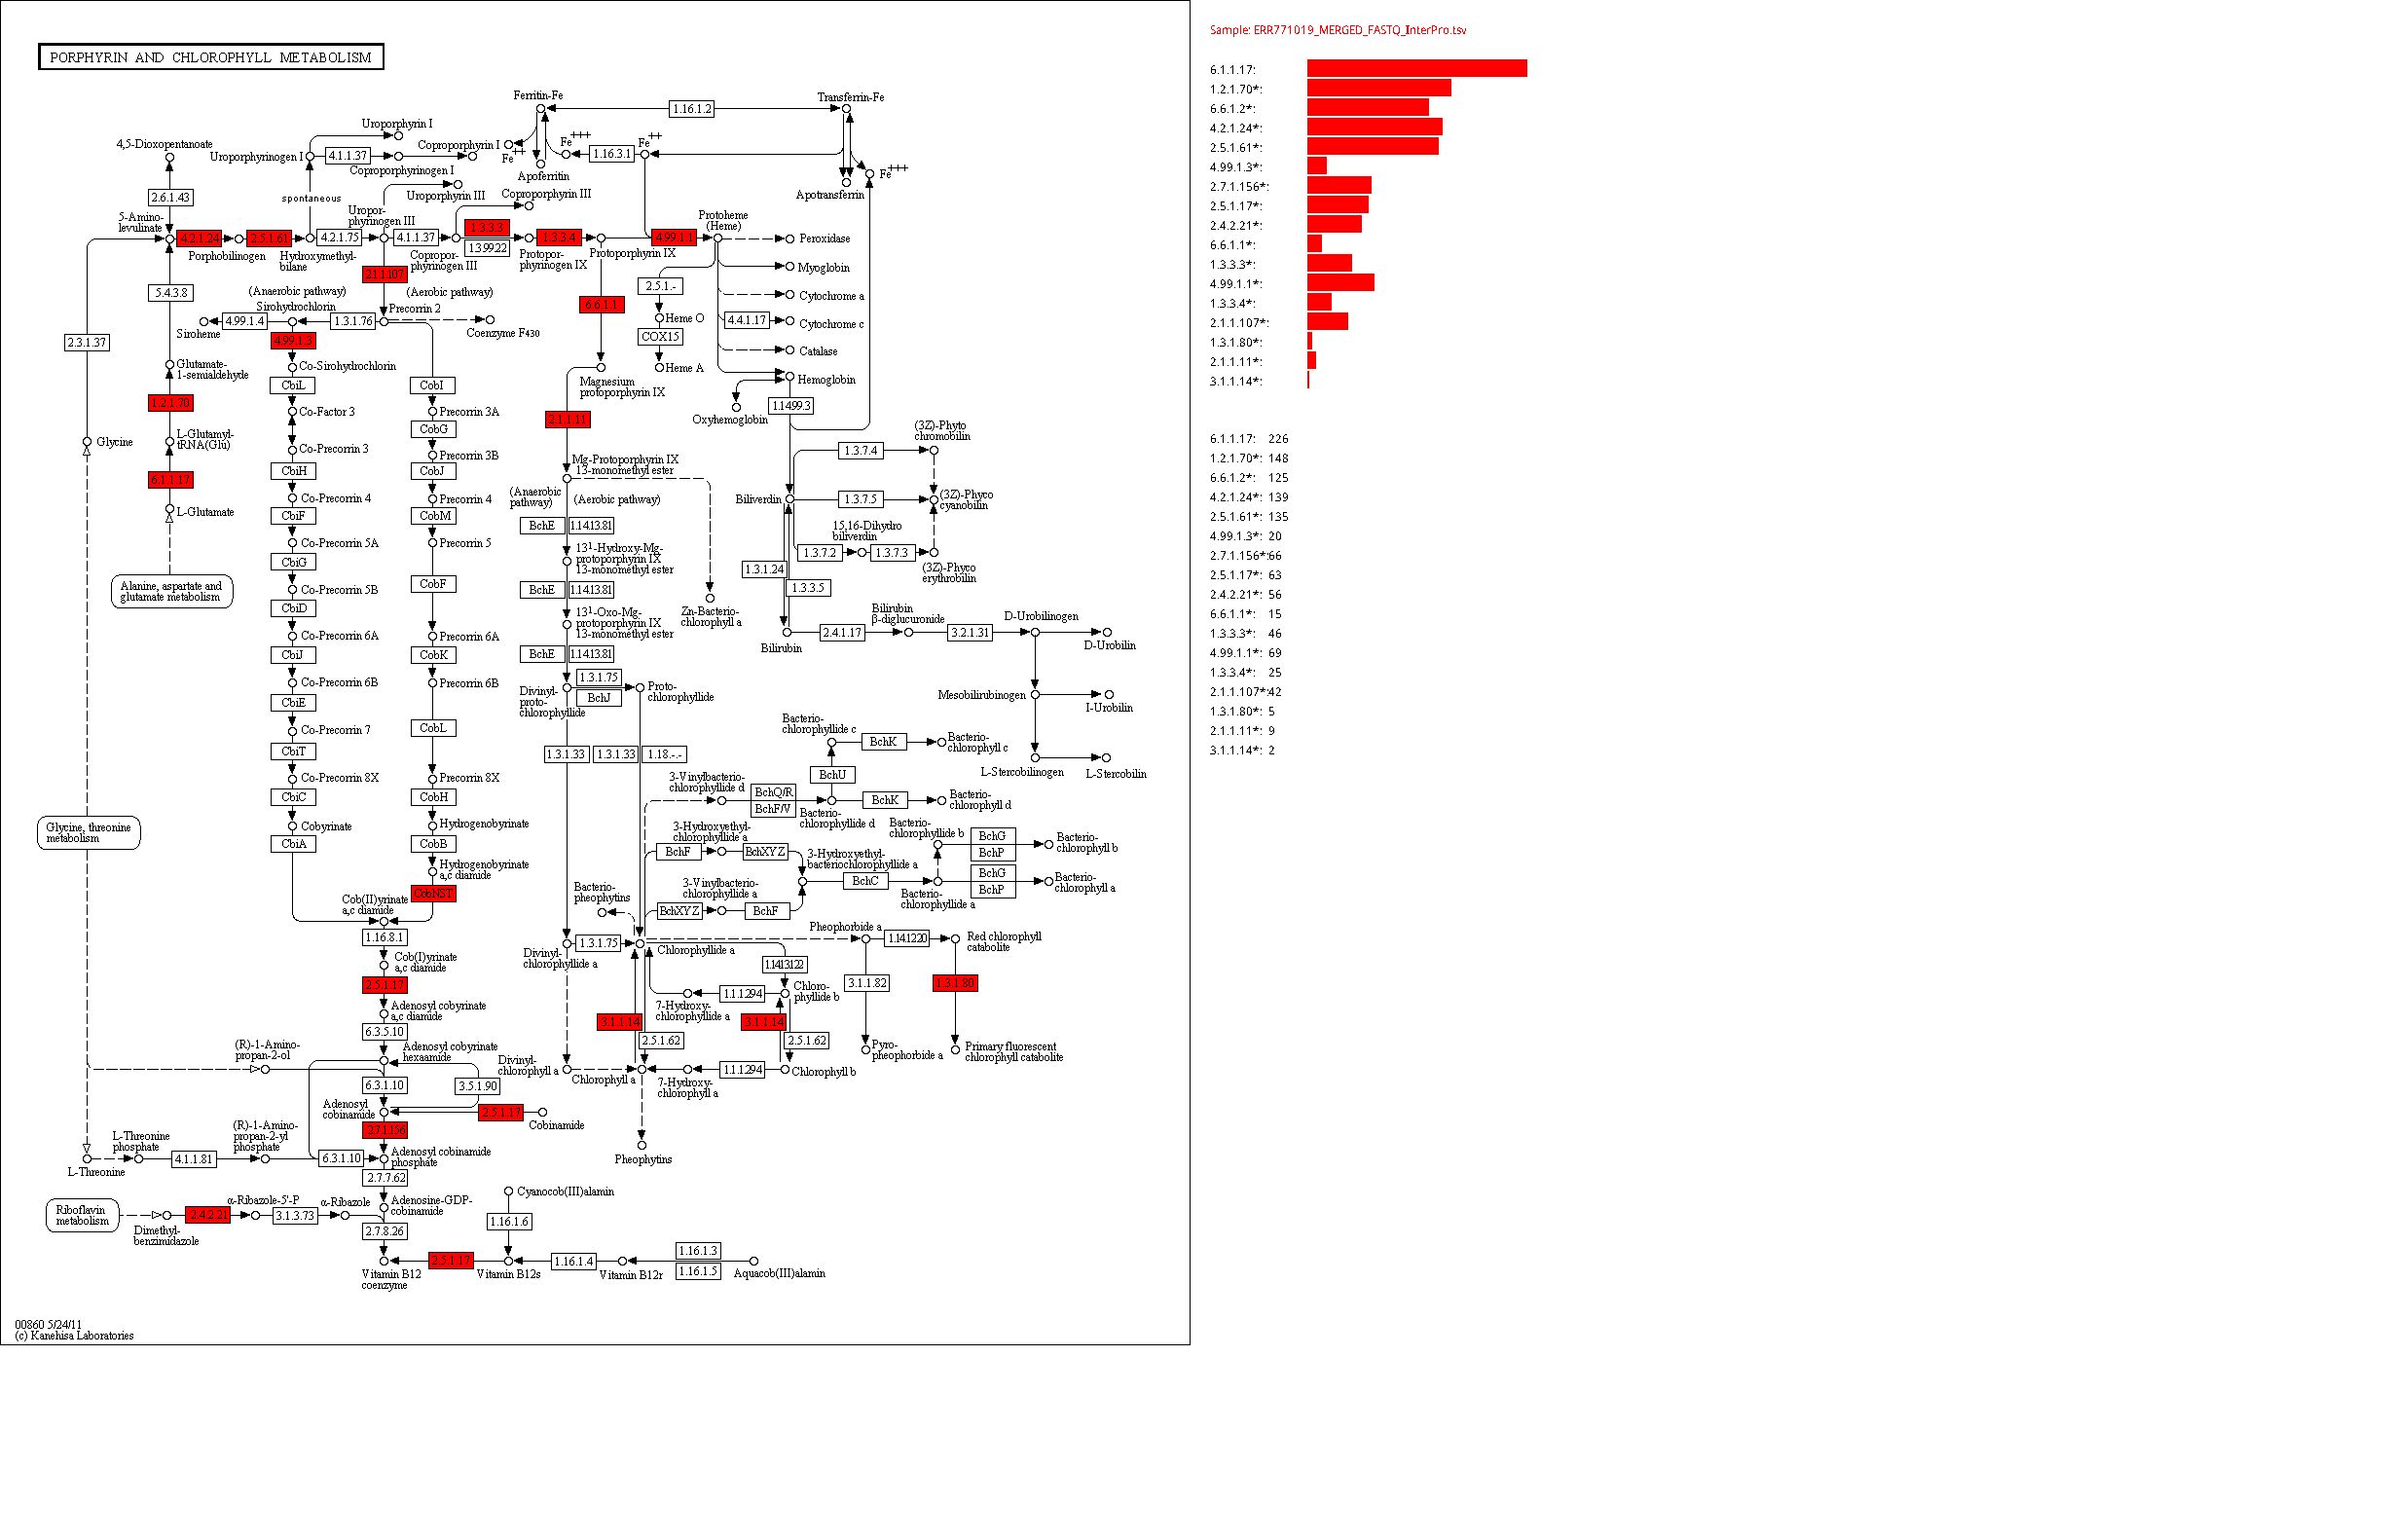 PORPHYRIN AND CHLOROPHYLL METABOLISM
Ferritin-Fe
1.16.1.2
Transferrin-Fe
Uroporphyrin I
Fe+++
Fe++
4,5-Dioxopentanoate
Uroporphyrinogen I
4.1.1.37
Coproporphyrin I
Fe++
1.16.3.1
Coproporphyrinogen I
Apoferritin
Fe+++
2.6.1.43
spontaneous
Uroporphyrin III
Coproporphyrin III
Apotransferrin
5-Amino-
levulinate
Uropor-
phyrinogen III
Protoheme
(Heme)
4.2.1.24
2.5.1.61
4.2.1.75
4.1.1.37
1.3.3.3
1.3.99.22
1.3.3.4
4.99.1.1
Peroxidase
Porphobilinogen
Hydroxymethyl-
bilane
Copropor-
phyrinogen III
Protopor-
phyrinogen IX
Protoporphyrin IX
2.1.1.107
Myoglobin
5.4.3.8
(Anaerobic pathway)
(Aerobic pathway)
2.5.1.-
Cytochrome a
6.6.1.1
Sirohydrochlorin
Precorrin 2
4.99.1.4
1.3.1.76
Siroheme
Coenzyme F430
Heme O
4.4.1.17
Cytochrome c
COX15
2.3.1.37
4.99.1.3
Catalase
Glutamate-
1-semialdehyde
Co-Sirohydrochlorin
Heme A
CbiL
CobI
Magnesium
protoporphyrin IX
Hemoglobin
1.2.1.70
Co-Factor 3
Precorrin 3A
2.1.1.11
Oxyhemoglobin
1.14.99.3
CobG
Glycine
L-Glutamyl-
tRNA(Glu)
Co-Precorrin 3
Precorrin 3B
(3Z)-Phyto
chromobilin
1.3.7.4
CbiH
CobJ
Mg-Protoporphyrin IX
13-monomethyl ester
6.1.1.17
Co-Precorrin 4
Precorrin 4
(Anaerobic
pathway)
(Aerobic pathway)
Biliverdin
1.3.7.5
(3Z)-Phyco
cyanobilin
L-Glutamate
CbiF
CobM
BchE
1.14.13.81
15,16-Dihydro
biliverdin
Co-Precorrin 5A
Precorrin 5
13¹-Hydroxy-Mg-
protoporphyrin IX
13-monomethyl ester
1.3.7.2
1.3.7.3
CbiG
1.3.1.24
(3Z)-Phyco
erythrobilin
Alanine, aspartate and
glutamate metabolism
Co-Precorrin 5B
CobF
BchE
1.14.13.81
1.3.3.5
CbiD
13¹-Oxo-Mg-
protoporphyrin IX
13-monomethyl ester
Zn-Bacterio-
chlorophyll a
Bilirubin
β-diglucuronide
D-Urobilinogen
Co-Precorrin 6A
Precorrin 6A
Bilirubin
2.4.1.17
3.2.1.31
D-Urobilin
CbiJ
CobK
BchE
1.14.13.81
Co-Precorrin 6B
Precorrin 6B
1.3.1.75
BchJ
Divinyl-
proto-
chlorophyllide
Proto-
chlorophyllide
Mesobilirubinogen
I-Urobilin
CbiE
Co-Precorrin 7
CobL
Bacterio-
chlorophyllide c
BchK
Bacterio-
chlorophyll c
CbiT
1.3.1.33
1.3.1.33
1.18.-.-
Co-Precorrin 8X
Precorrin 8X
3-Vinylbacterio-
chlorophyllide d
BchU
L-Stercobilinogen
L-Stercobilin
CbiC
CobH
BchQ/R
BchF/V
BchK
Bacterio-
chlorophyll d
Glycine, threonine
metabolism
Cobyrinate
Hydrogenobyrinate
3-Hydroxyethyl-
chlorophyllide a
Bacterio-
chlorophyllide d
Bacterio-
chlorophyllide b
BchG
BchP
Bacterio-
chlorophyll b
CbiA
CobB
BchF
BchXYZ
3-Hydroxyethyl-
bacteriochlorophyllide a
Hydrogenobyrinate
a,c diamide
3-Vinylbacterio-
chlorophyllide a
BchC
BchG
BchP
Bacterio-
chlorophyll a
CobNST
Bacterio-
pheophytins
Bacterio-
chlorophyllide a
Cob(II)yrinate
a,c diamide
BchXYZ
BchF
1.16.8.1
Pheophorbide a
1.14.12.20
Red chlorophyll
catabolite
1.3.1.75
Divinyl-
chlorophyllide a
Chlorophyllide a
Cob(I)yrinate
a,c diamide
1.14.13.122
2.5.1.17
3.1.1.82
1.3.1.80
1.1.1.294
Chloro-
phyllide b
Adenosyl cobyrinate
a,c diamide
7-Hydroxy-
chlorophyllide a
3.1.1.14
3.1.1.14
6.3.5.10
2.5.1.62
2.5.1.62
(R)-1-Amino-
propan-2-ol
Adenosyl cobyrinate
hexaamide
Divinyl-
chlorophyll a
Pyro-
pheophorbide a
Primary fluorescent
chlorophyll catabolite
Chlorophyll a
1.1.1.294
Chlorophyll b
6.3.1.10
3.5.1.90
7-Hydroxy-
chlorophyll a
Adenosyl
cobinamide
2.5.1.17
Cobinamide
2.7.1.156
L-Threonine
phosphate
(R)-1-Amino-
propan-2-yl
phosphate
4.1.1.81
6.3.1.10
Adenosyl cobinamide
phosphate
Pheophytins
L-Threonine
2.7.7.62
Riboflavin
metabolism
α-Ribazole-5'-P
α-Ribazole
Adenosine-GDP-
cobinamide
Cyanocob(III)alamin
2.4.2.21
3.1.3.73
Dimethyl-
benzimidazole
2.7.8.26
1.16.1.6
2.5.1.17
1.16.1.4
1.16.1.3
1.16.1.5
Vitamin B12
coenzyme
Vitamin B12s
Vitamin B12r
Aquacob(III)alamin
00860 5/24/11
(c) Kanehisa Laboratories
Sample: ERR771019_MERGED_FASTQ_InterPro.tsv
6.1.1.17:
1.2.1.70*:
6.6.1.2*:
4.2.1.24*:
2.5.1.61*:
4.99.1.3*:
2.7.1.156*:
2.5.1.17*:
2.4.2.21*:
6.6.1.1*:
1.3.3.3*:
4.99.1.1*:
1.3.3.4*:
2.1.1.107*:
1.3.1.80*:
2.1.1.11*:
3.1.1.14*:
6.1.1.17: 226
1.2.1.70*: 148
6.6.1.2*: 125
4.2.1.24*: 139
2.5.1.61*: 135
4.99.1.3*: 20
2.7.1.156*:66
2.5.1.17*: 63
2.4.2.21*: 56
6.6.1.1*: 15
1.3.3.3*: 46
4.99.1.1*: 69
1.3.3.4*: 25
2.1.1.107*:42
1.3.1.80*: 5
2.1.1.11*: 9
3.1.1.14*: 2